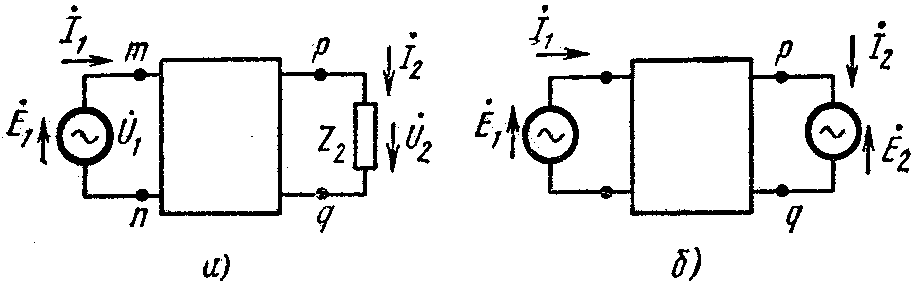 İ₁ m p İ₂
Ė₁ U̇₁ Z₂ U̇₂
n q
а)
İ₁ p İ₂
Ė₁ Ė₂
q
б)